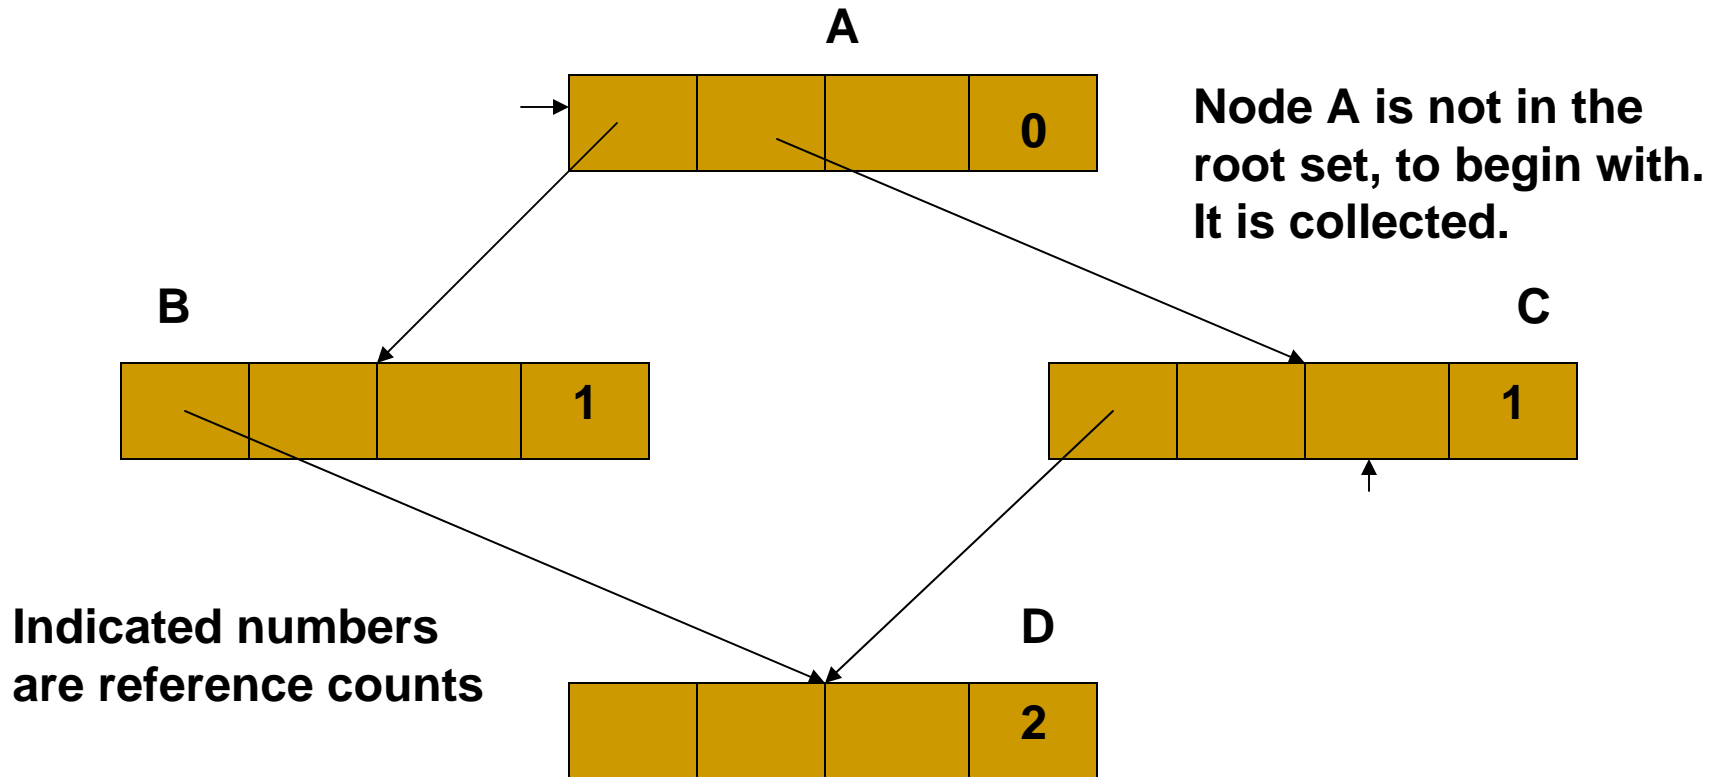 A
0
Node A is not in the
root set, to begin with.
It is collected.
B
C
1
1
Indicated numbers
are reference counts
D
2